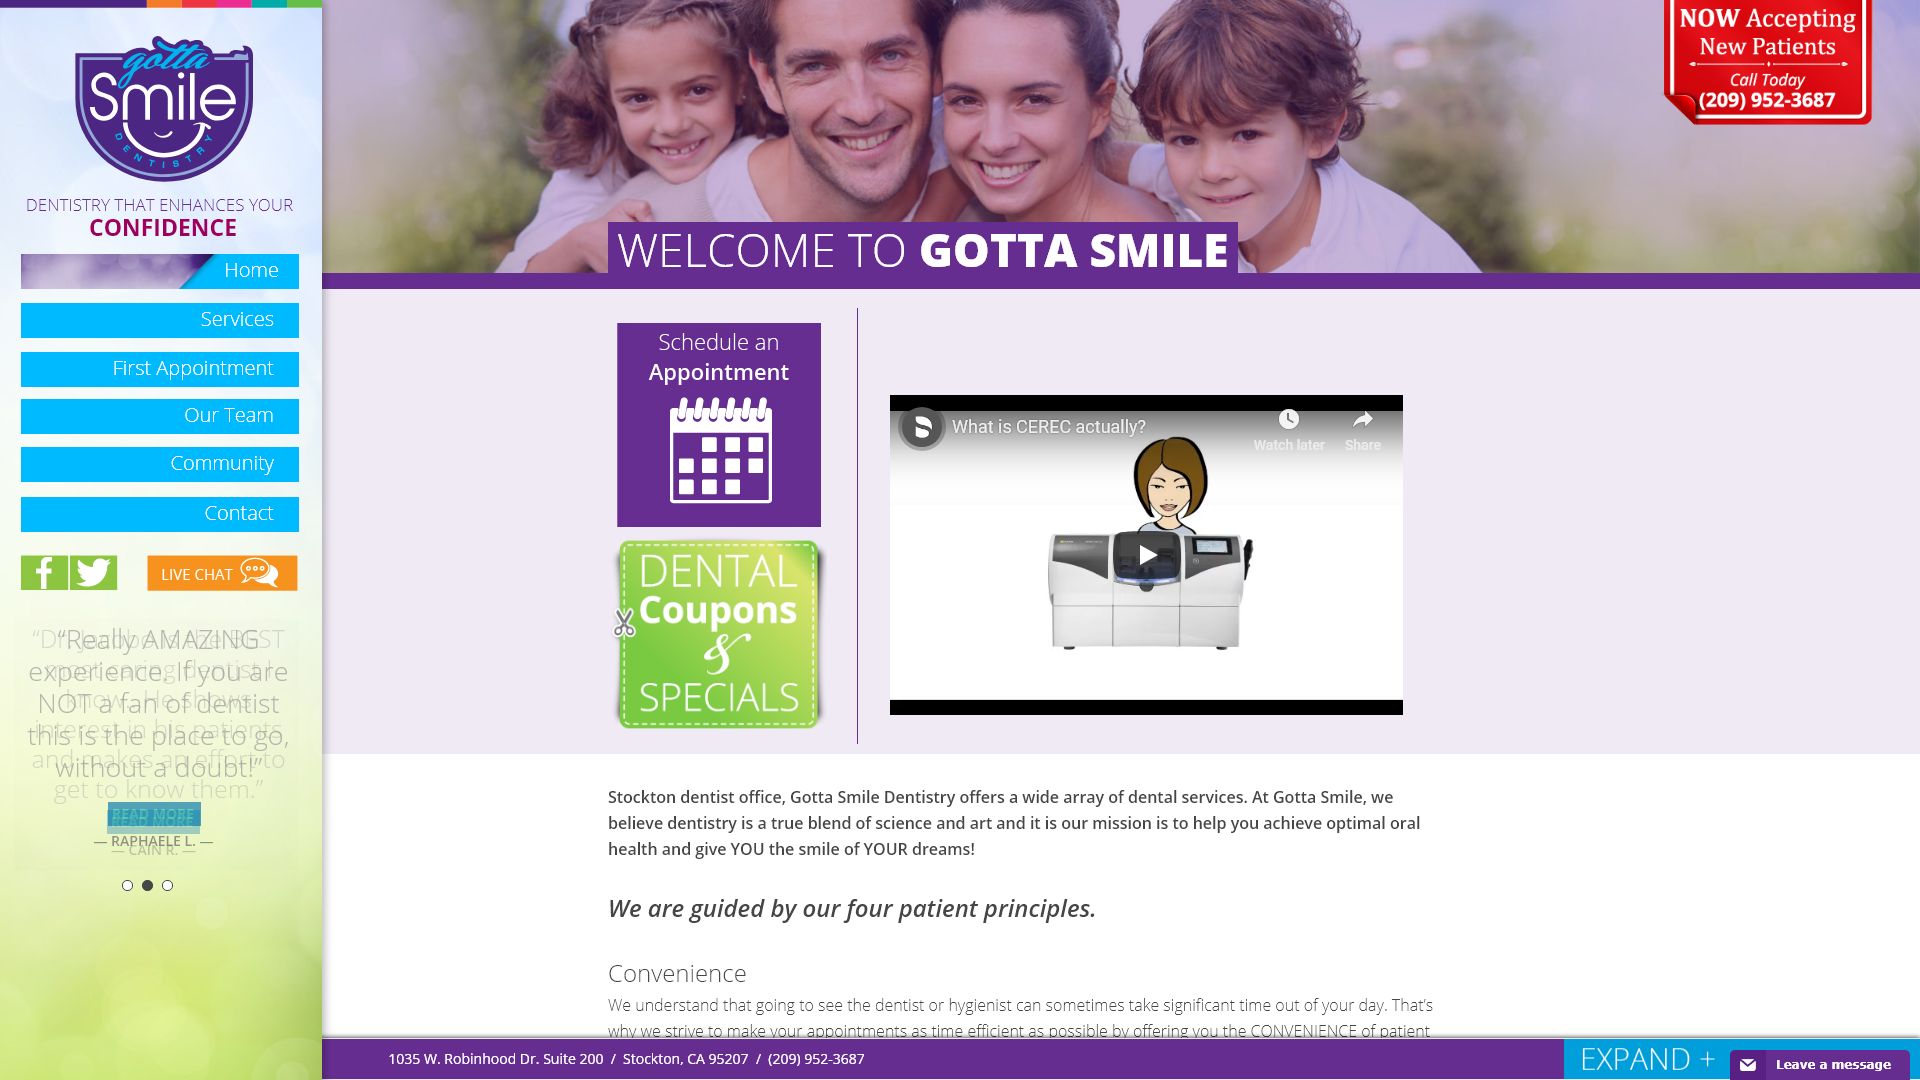 gotta
Smile
DENTISTRY
DENTISTRY THAT ENHANCES YOUR
CONFIDENCE
Home
Services
First Appointment
Our Team
Community
Contact
LIVE CHAT
“Really AMAZING
experience. If you are
NOT a fan of dentist
this is the place to go,
without a doubt!”
READ MORE
— RAPHAELE L. —
— CAIN R. —
NOW Accepting
New Patients
Call Today
(209) 952-3687
WELCOME TO GOTTA SMILE
Schedule an
Appointment
DENTAL
Coupons
&
SPECIALS
What is CEREC actually?
Watch later
Share
Stockton dentist office, Gotta Smile Dentistry offers a wide array of dental services. At Gotta Smile, we
believe dentistry is a true blend of science and art and it is our mission is to help you achieve optimal oral
health and give YOU the smile of YOUR dreams!
We are guided by our four patient principles.
Convenience
We understand that going to see the dentist or hygienist can sometimes take significant time out of your day. That’s
why we strive to make your appointments as time efficient as possible by offering you the CONVENIENCE of patient
1035 W. Robinhood Dr. Suite 200 / Stockton, CA 95207 / (209) 952-3687
EXPAND +
Leave a message